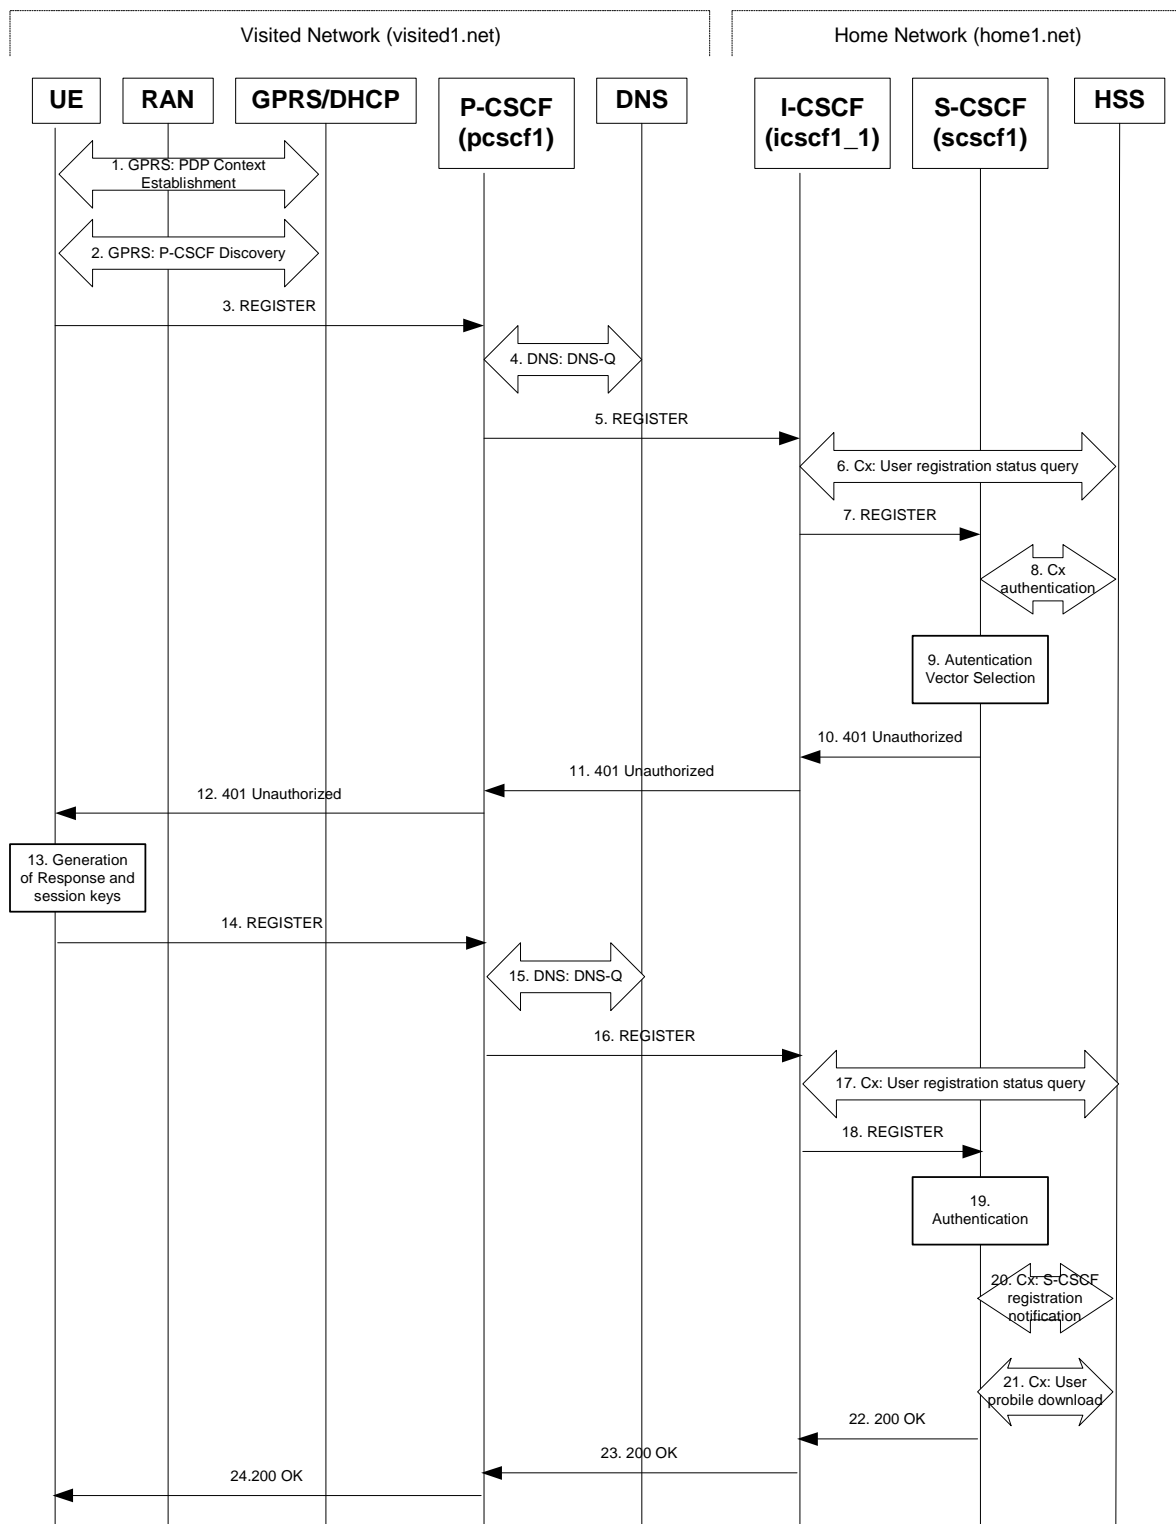 Visited Network (visited1.net)
Home Network (home1.net)
UE
RAN
GPRS/DHCP
P-CSCF
(pcscf1)
DNS
I-CSCF
(icscf1_1)
S-CSCF
(scscf1)
HSS
1. GPRS: PDP Context
Establishment
2. GPRS: P-CSCF Discovery
3. REGISTER
4. DNS: DNS-Q
5. REGISTER
6. Cx: User registration status query
7. REGISTER
8. Cx
authentication
9. Autentication
Vector Selection
10. 401 Unauthorized
11. 401 Unauthorized
12. 401 Unauthorized
13. Generation
of Response and
session keys
14. REGISTER
15. DNS: DNS-Q
16. REGISTER
17. Cx: User registration status query
18. REGISTER
19.
Authentication
20. Cx: S-CSCF
registration
notification
21. Cx: User
probile download
22. 200 OK
23. 200 OK
24.200 OK